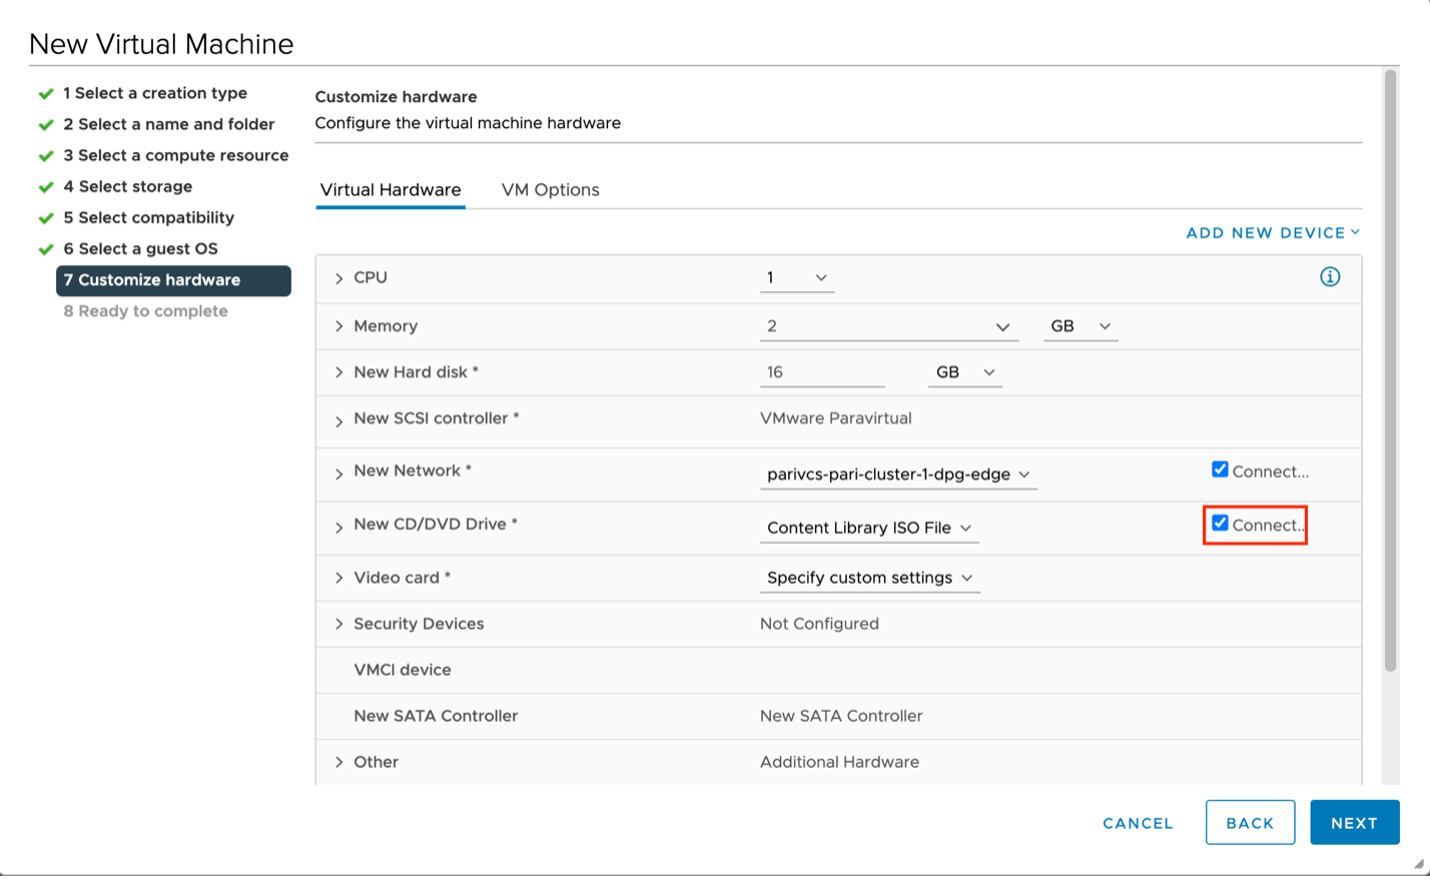 New Virtual Machine
1 Select a creation type
2 Select a name and folder
3 Select a compute resource
4 Select storage
5 Select compatibility
6 Select a guest OS
7 Customize hardware
8 Ready to complete
Customize hardware
Configure the virtual machine hardware
Virtual Hardware VM Options
ADD NEW DEVICE
CPU 1
Memory 2 GB
New Hard disk * 16 GB
New SCSI controller * VMware Paravirtual
New Network * parivcs-pari-cluster-1-dpg-edge Connect...
New CD/DVD Drive * Content Library ISO File Connect..
Video card * Specify custom settings
Security Devices Not Configured
VMCI device
New SATA Controller New SATA Controller
Other Additional Hardware
CANCEL BACK NEXT